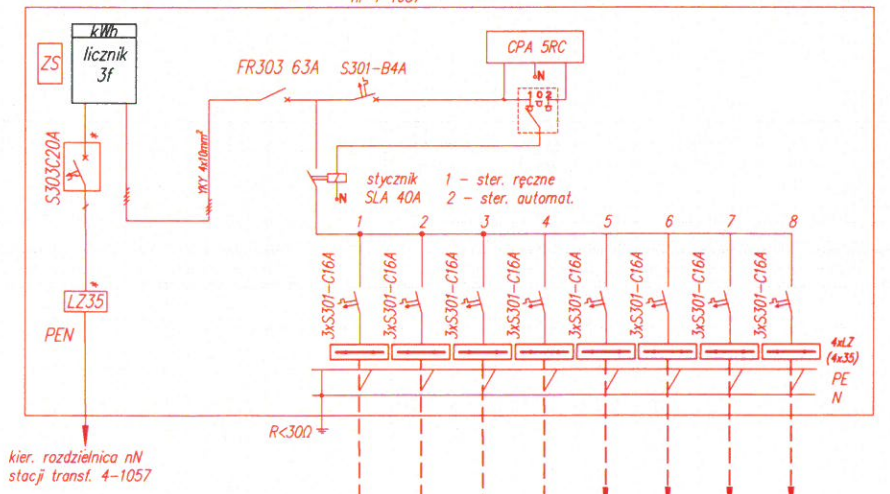 kWh
licznik
3f
ZS
CPA 5RC
FR303 63A
S301-B4A
N
1 0 2
S303C20A
YKY 4x10mm²
stycznik
SLA 40A
1 - ster. ręczne
2 - ster. automat.
N
1 2 3 4 5 6 7 8
3xS301-C16A
3xS301-C16A
3xS301-C16A
3xS301-C16A
3xS301-C16A
3xS301-C16A
3xS301-C16A
3xS301-C16A
LZ35
PEN
4xLZ
(4x35)
PE
N
R<30Ω
kier. rozdzielnica nN
stacji transf. 4-1057